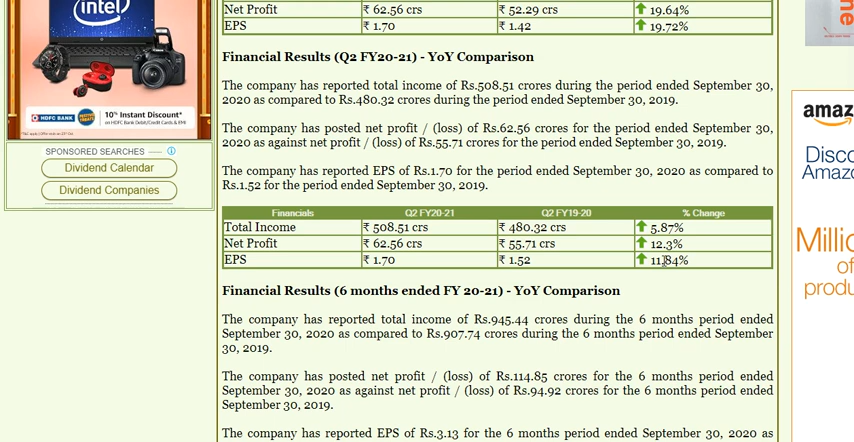 intel
HDFC BANK
10% Instant Discount*
on HDFC Bank Debit/Credit Cards & EMI
SPONSORED SEARCHES
Dividend Calendar
Dividend Companies
Net Profit ₹ 62.56 crs ₹ 52.29 crs 19.64%
EPS ₹ 1.70 ₹ 1.42 19.72%
Financial Results (Q2 FY20-21) - YoY Comparison
The company has reported total income of Rs.508.51 crores during the period ended September 30,
2020 as compared to Rs.480.32 crores during the period ended September 30, 2019.
The company has posted net profit / (loss) of Rs.62.56 crores for the period ended September 30,
2020 as against net profit / (loss) of Rs.55.71 crores for the period ended September 30, 2019.
The company has reported EPS of Rs.1.70 for the period ended September 30, 2020 as compared to
Rs.1.52 for the period ended September 30, 2019.
Financials Q2 FY20-21 Q2 FY19-20 % Change
Total Income ₹ 508.51 crs ₹ 480.32 crs 5.87%
Net Profit ₹ 62.56 crs ₹ 55.71 crs 12.3%
EPS ₹ 1.70 ₹ 1.52 11.84%
Financial Results (6 months ended FY 20-21) - YoY Comparison
The company has reported total income of Rs.945.44 crores during the 6 months period ended
September 30, 2020 as compared to Rs.907.74 crores during the 6 months period ended September
30, 2019.
The company has posted net profit / (loss) of Rs.114.85 crores for the 6 months period ended
September 30, 2020 as against net profit / (loss) of Rs.94.92 crores for the 6 months period ended
September 30, 2019.
The company has reported EPS of Rs.3.13 for the 6 months period ended September 30, 2020 as
ne
amaz
Disco
Amazo
Millic
of
produ